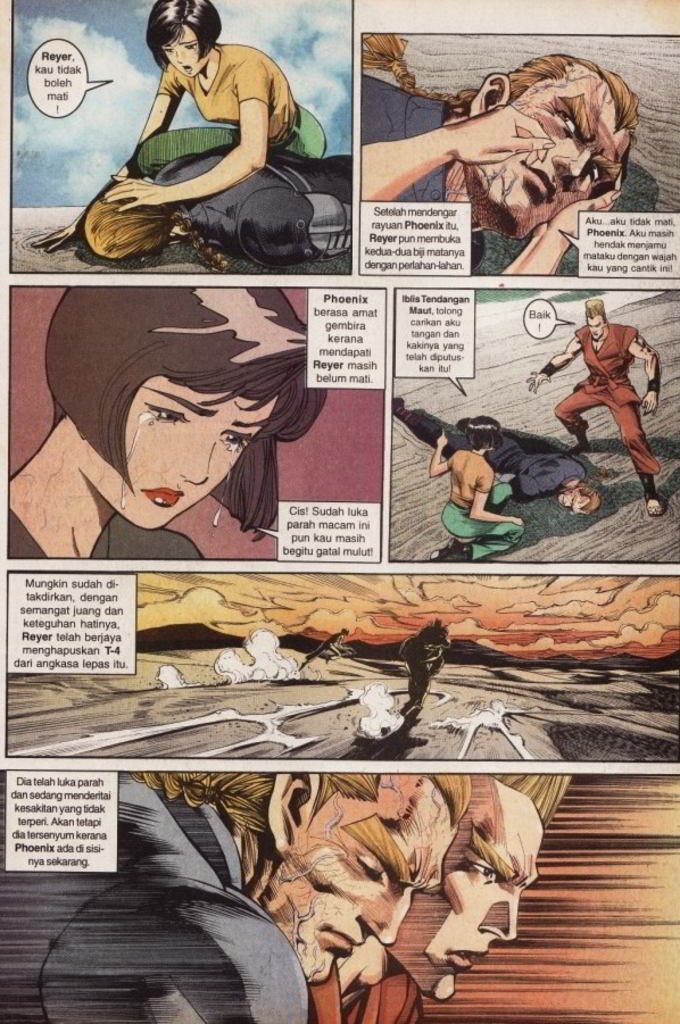 Reyer,
kau tidak
boleh
mati
!
Setelah mendengar
rayuan Phoenix itu,
Reyer pun membuka
kedua-dua biji matanya
dengan perlahan-lahan.
Aku...aku tidak mati,
Phoenix. Aku masih
hendak menjamu
mataku dengan wajah
kau yang cantik ini!
Phoenix
berasa amat
gembira
kerana
mendapati
Reyer masih
belum mati.
Cis! Sudah luka
parah macam ini
pun kau masih
begitu gatal mulut!
Iblis Tendangan
Maut, tolong
carikan aku
tangan dan
kakinya yang
telah diputus-
kan itu!
Baik
!
Mungkin sudah di-
takdirkan, dengan
semangat juang dan
keteguhan hatinya,
Reyer telah berjaya
menghapuskan T-4
dari angkasa lepas itu.
Dia telah luka parah
dan sedang menderitai
kesakitan yang tidak
terperi. Akan tetapi
dia tersenyum kerana
Phoenix ada di sisi-
nya sekarang.